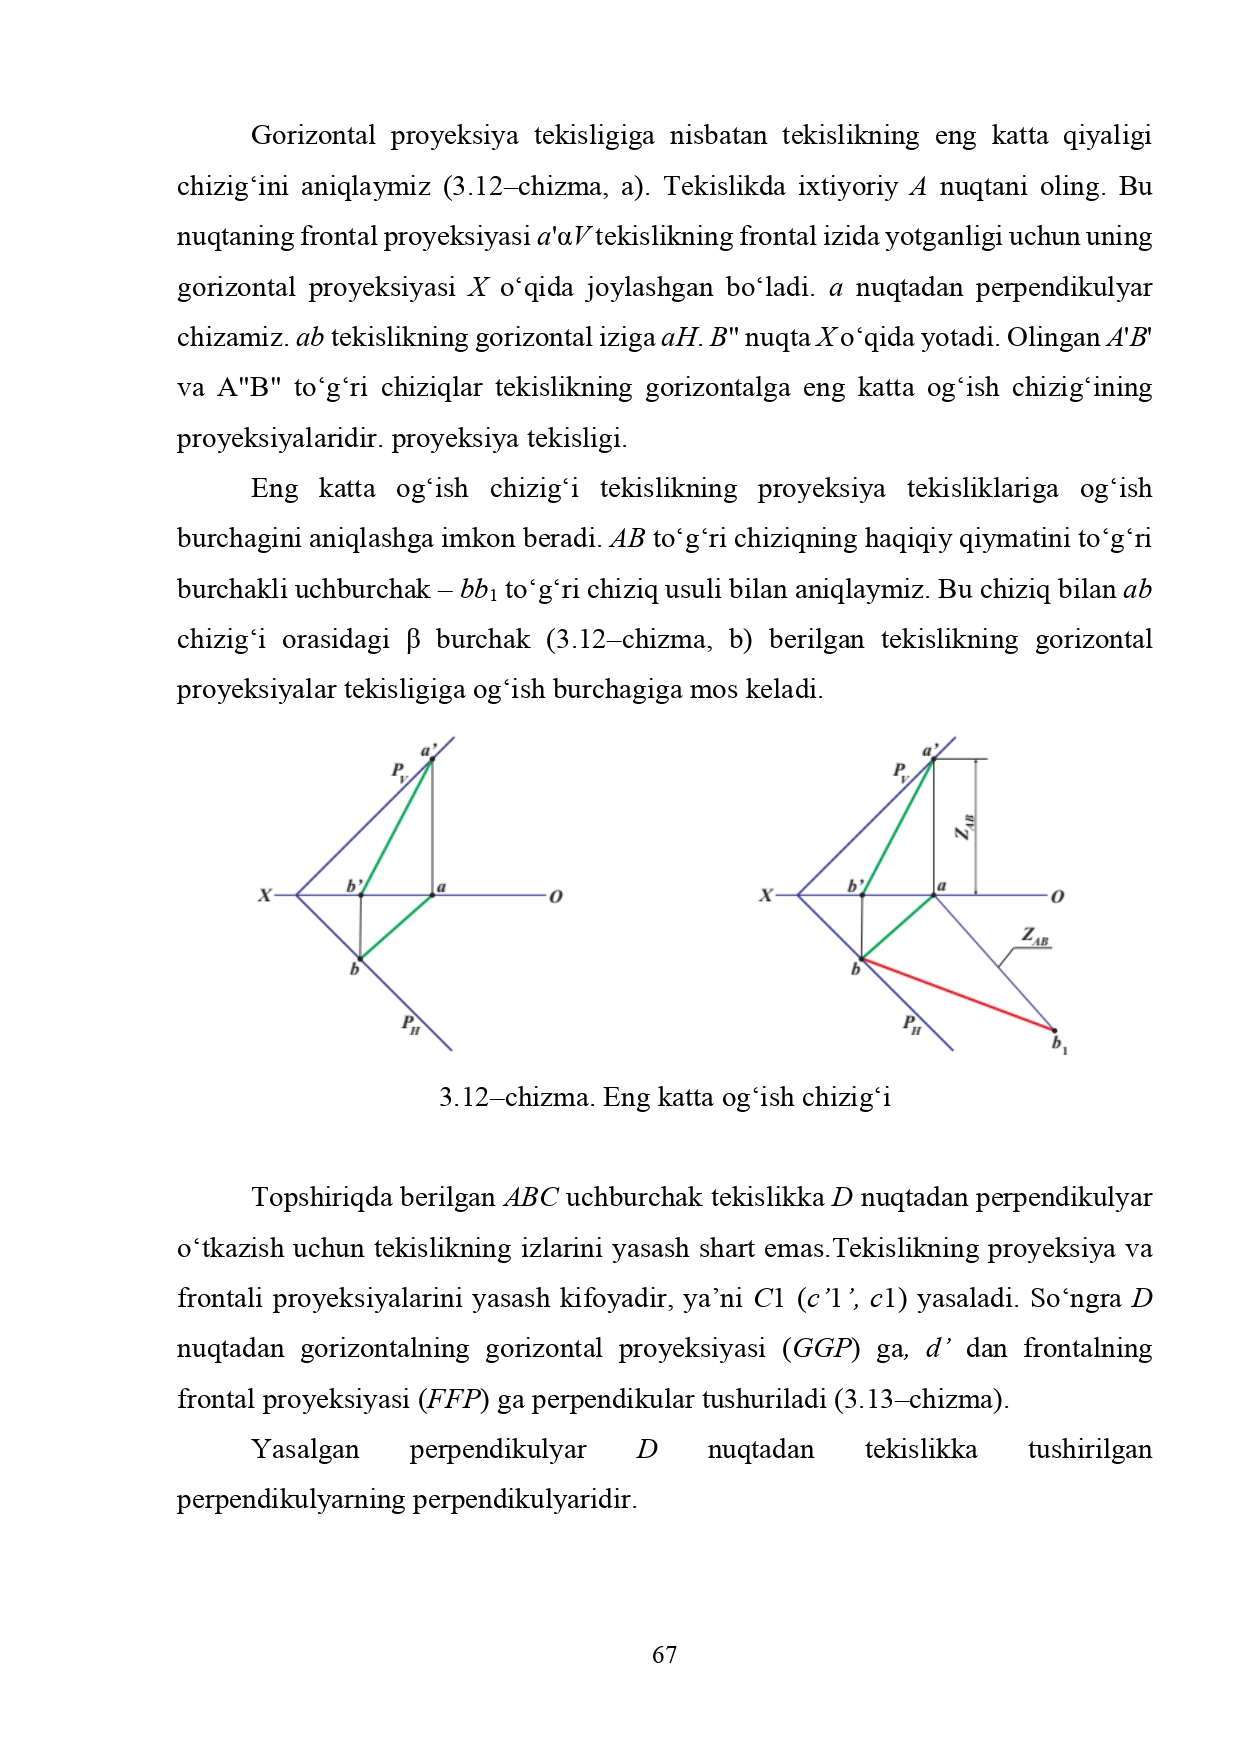 Gorizontal proyeksiya tekisligiga nisbatan tekislikning eng katta qiyaligi
chizig‘ini aniqlaymiz (3.12–chizma, a). Tekislikda ixtiyoriy A nuqtani oling. Bu
nuqtaning frontal proyeksiyasi a'αV tekislikning frontal izida yotganligi uchun uning
gorizontal proyeksiyasi X o‘qida joylashgan bo‘ladi. a nuqtadan perpendikulyar
chizamiz. ab tekislikning gorizontal iziga aH. B" nuqta X o‘qida yotadi. Olingan A'B'
va A"B" to‘g‘ri chiziqlar tekislikning gorizontalga eng katta og‘ish chizig‘ining
proyeksiyalaridir. proyeksiya tekisligi.
Eng katta og‘ish chizig‘i tekislikning proyeksiya tekisliklariga og‘ish
burchagini aniqlashga imkon beradi. AB to‘g‘ri chiziqning haqiqiy qiymatini to‘g‘ri
burchakli uchburchak – bb₁ to‘g‘ri chiziq usuli bilan aniqlaymiz. Bu chiziq bilan ab
chizig‘i orasidagi β burchak (3.12–chizma, b) berilgan tekislikning gorizontal
proyeksiyalar tekisligiga og‘ish burchagiga mos keladi.
a’
P_V
b’
a
X
O
b
P_H
a’
P_V
Z_AB
b’
a
X
O
Z_AB
b
P_H
b₁
3.12–chizma. Eng katta og‘ish chizig‘i
Topshiriqda berilgan ABC uchburchak tekislikka D nuqtadan perpendikulyar
o‘tkazish uchun tekislikning izlarini yasash shart emas.Tekislikning proyeksiya va
frontali proyeksiyalarini yasash kifoyadir, ya’ni C1 (c’1’, c1) yasaladi. So‘ngra D
nuqtadan gorizontalning gorizontal proyeksiyasi (GGP) ga, d’ dan frontalning
frontal proyeksiyasi (FFP) ga perpendikular tushuriladi (3.13–chizma).
Yasalgan perpendikulyar D nuqtadan tekislikka tushirilgan
perpendikulyarning perpendikulyaridir.
67